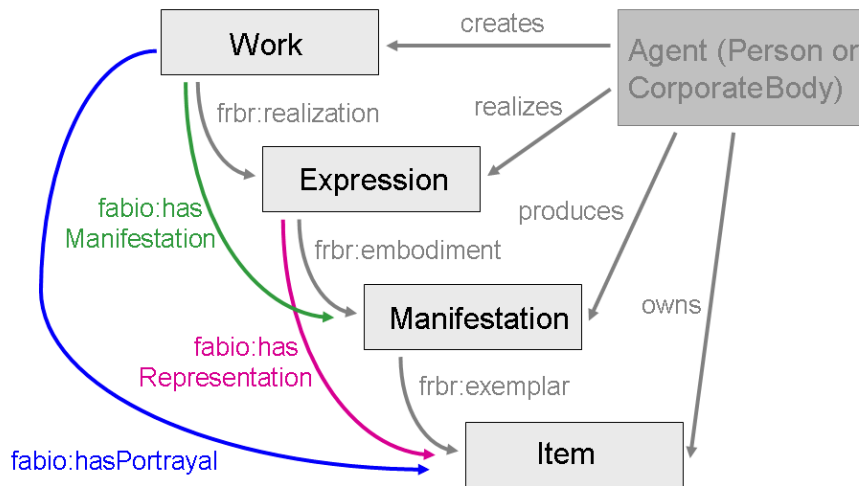 Work
creates
Agent (Person or
CorporateBody)
frbr:realization
realizes
Expression
fabio:has
Manifestation
frbr:embodiment
produces
Manifestation
owns
fabio:has
Representation
frbr:exemplar
Item
fabio:hasPortrayal